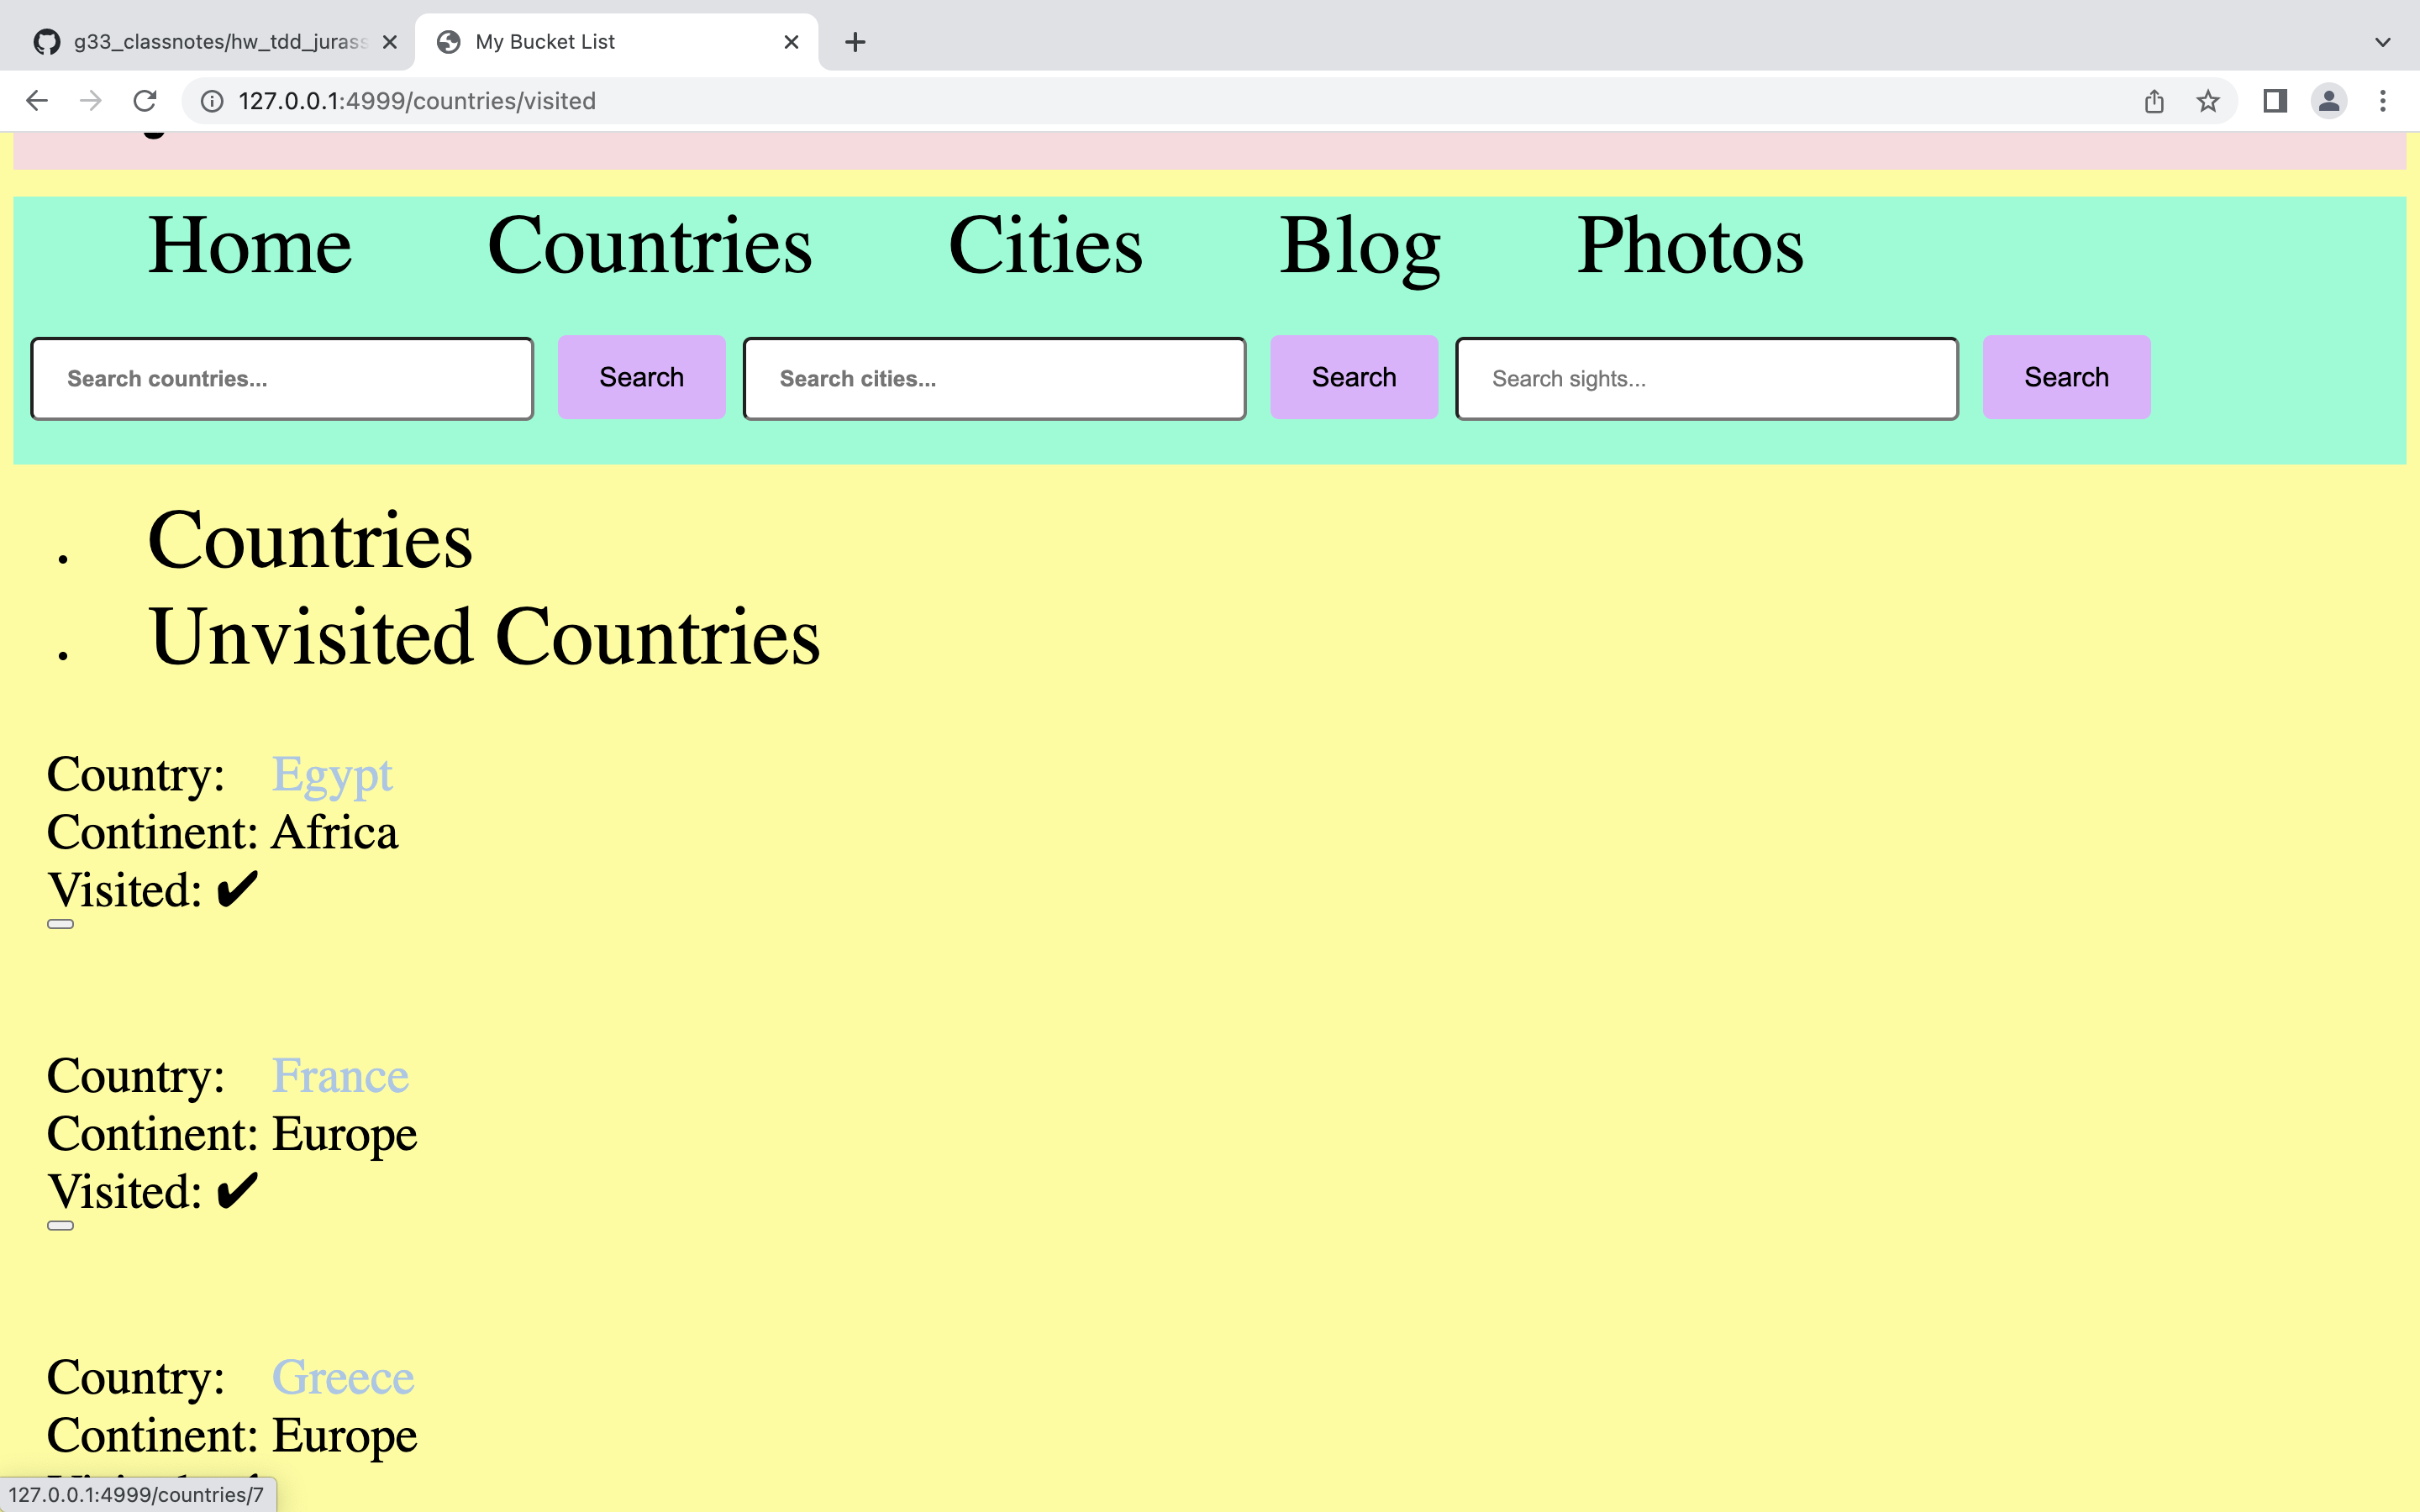 g33_classnotes/hw_tdd_jurass
My Bucket List
127.0.0.1:4999/countries/visited
Home Countries Cities Blog Photos
Search countries... Search Search cities... Search Search sights... Search
Countries
Unvisited Countries
Country: Egypt
Continent: Africa
Visited: ✔
Country: France
Continent: Europe
Visited: ✔
Country: Greece
Continent: Europe
127.0.0.1:4999/countries/7